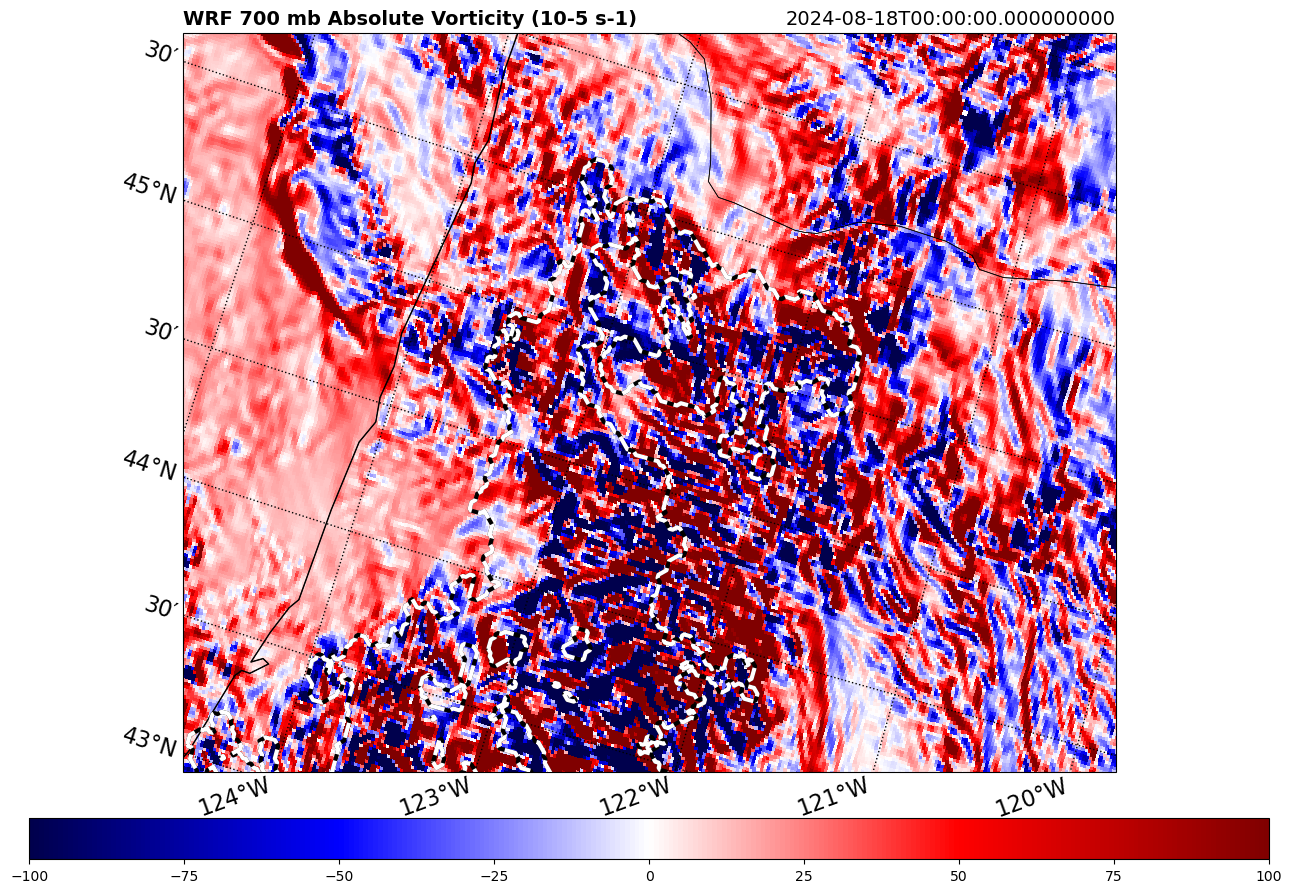 WRF 700 mb Absolute Vorticity (10-5 s-1) 2024-08-18T00:00:00.000000000
30′
45°N
30′
44°N
30′
43°N
124°W 123°W 122°W 121°W 120°W
−100 −75 −50 −25 0 25 50 75 100